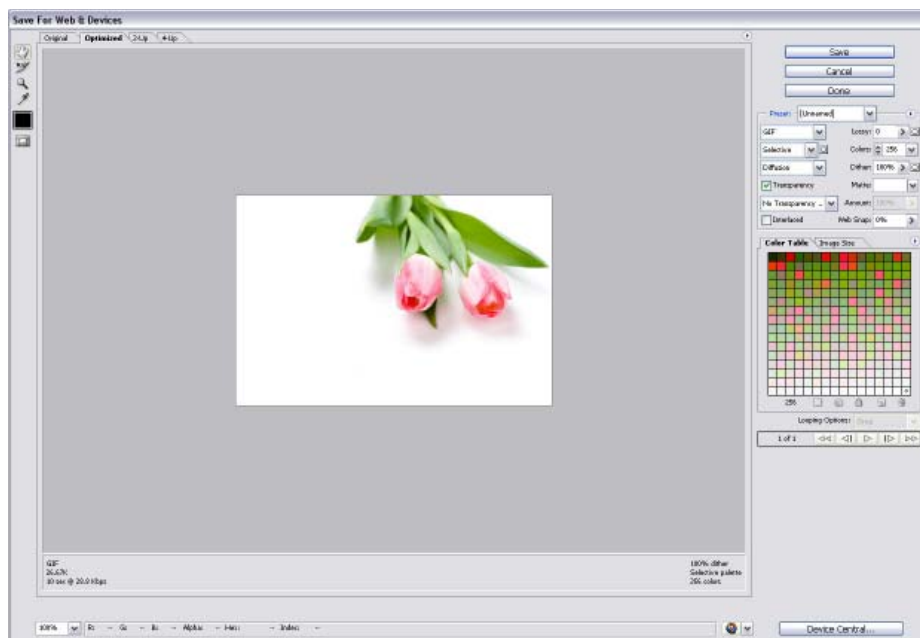 Save For Web & Devices
Original Optimized 2-Up 4-Up
Save
Cancel
Done
Preset: [Unnamed]
GIF Lossy: 0
Selective Colors: 256
Diffusion Dither: 100%
Transparency Matte:
No Transparency ... Amount: 100%
Interlaced Web Snap: 0%
Color Table Image Size
256
Looping Options:
1 of 1
GIF
26.67K
10 sec @ 28.8 Kbps
100% dither
Selective palette
256 colors
100% R: -- G: -- B: -- Alpha: -- Hex: -- Index: --
Device Central...